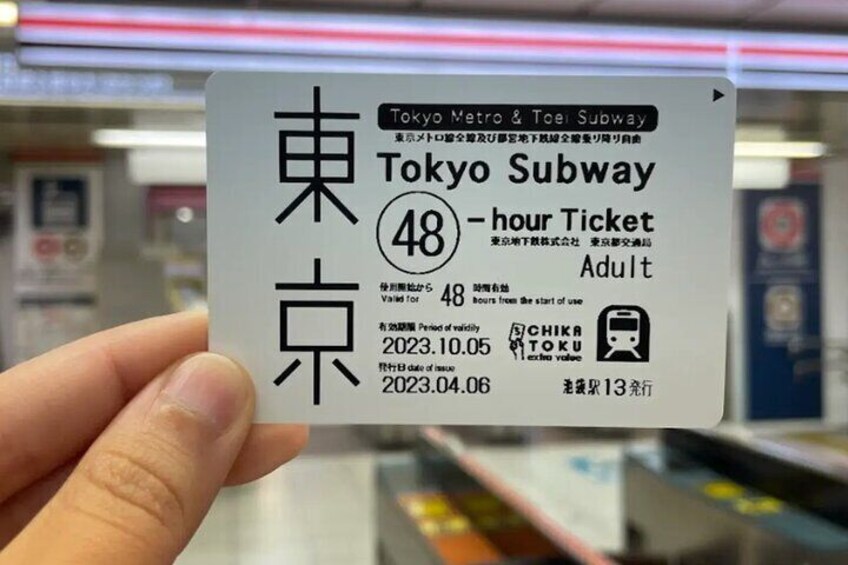 東京
Tokyo Metro & Toei Subway
東京メトロ線全線及び都営地下鉄線全線乗り降り自由
Tokyo Subway
48-hour Ticket
東京地下鉄株式会社 東京都交通局
Adult
使用開始から 48 時間有効
Valid for hours from the start of use
有効期限 Period of validity
2023.10.05
CHIKA
TOKU
extra value
発行日 date of issue
2023.04.06
池袋駅13発行